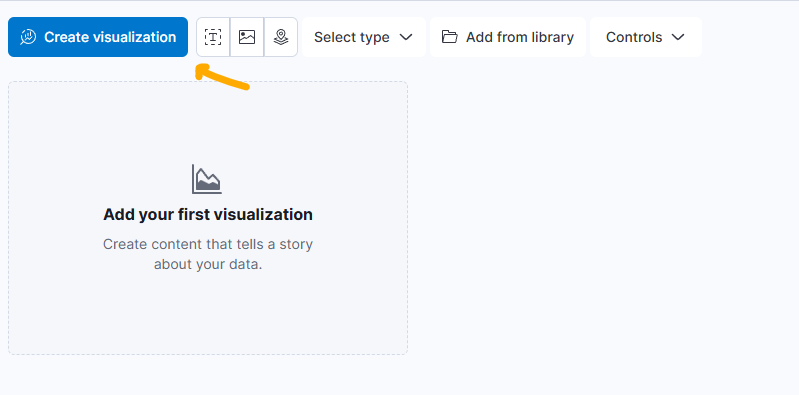 Create visualization
Select type
Add from library
Controls
Add your first visualization
Create content that tells a story
about your data.